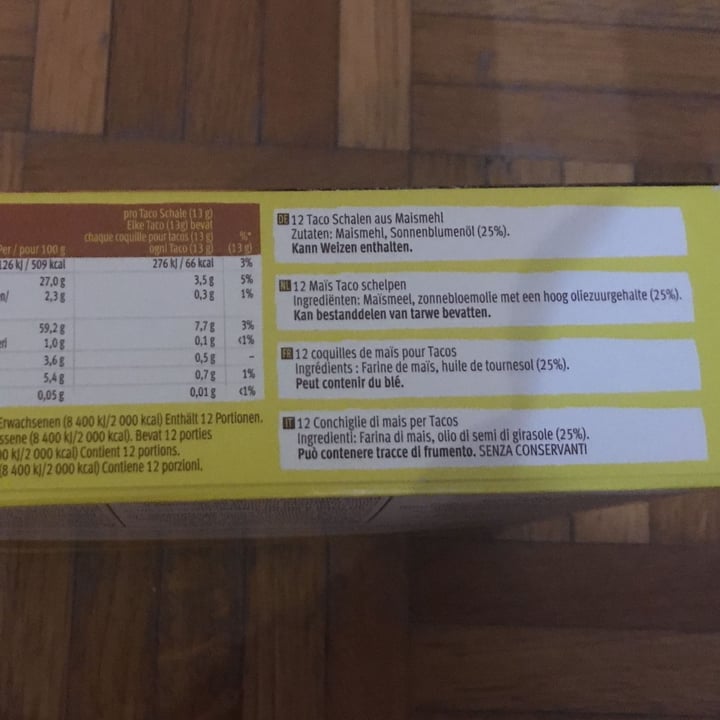 pro Taco Schale (13 g)
Elke Taco (13g) bevat
chaque coquille pour tacos (13 g) %*
Per / pour 100 g ogni Taco (13 g) (13 g)
126 kJ / 509 kcal 276 kJ / 66 kcal 3%
27,0 g 3,5 g 5%
2,3 g 0,3 g 1%
59,2 g 7,7 g 3%
1,0 g 0,1 g <1%
3,6 g 0,5 g -
5,4 g 0,7 g 1%
0,05 g 0,01 g <1%
Erwachsenen (8 400 kJ/2 000 kcal) Enthält 12 Portionen.
ssene (8 400 kJ/2 000 kcal). Bevat 12 porties
00 kJ/2 000 kcal) Contient 12 portions.
(8 400 kJ/2 000 kcal) Contiene 12 porzioni.
DE 12 Taco Schalen aus Maismehl
Zutaten: Maismehl, Sonnenblumenöl (25%).
Kann Weizen enthalten.
NL 12 Maïs Taco schelpen
Ingrediënten: Maïsmeel, zonnebloemolie met een hoog oliezuurgehalte (25%).
Kan bestanddelen van tarwe bevatten.
FR 12 coquilles de maïs pour Tacos
Ingrédients : Farine de maïs, huile de tournesol (25%).
Peut contenir du blé.
IT 12 Conchiglie di mais per Tacos
Ingredienti: Farina di mais, olio di semi di girasole (25%).
Può contenere tracce di frumento. SENZA CONSERVANTI